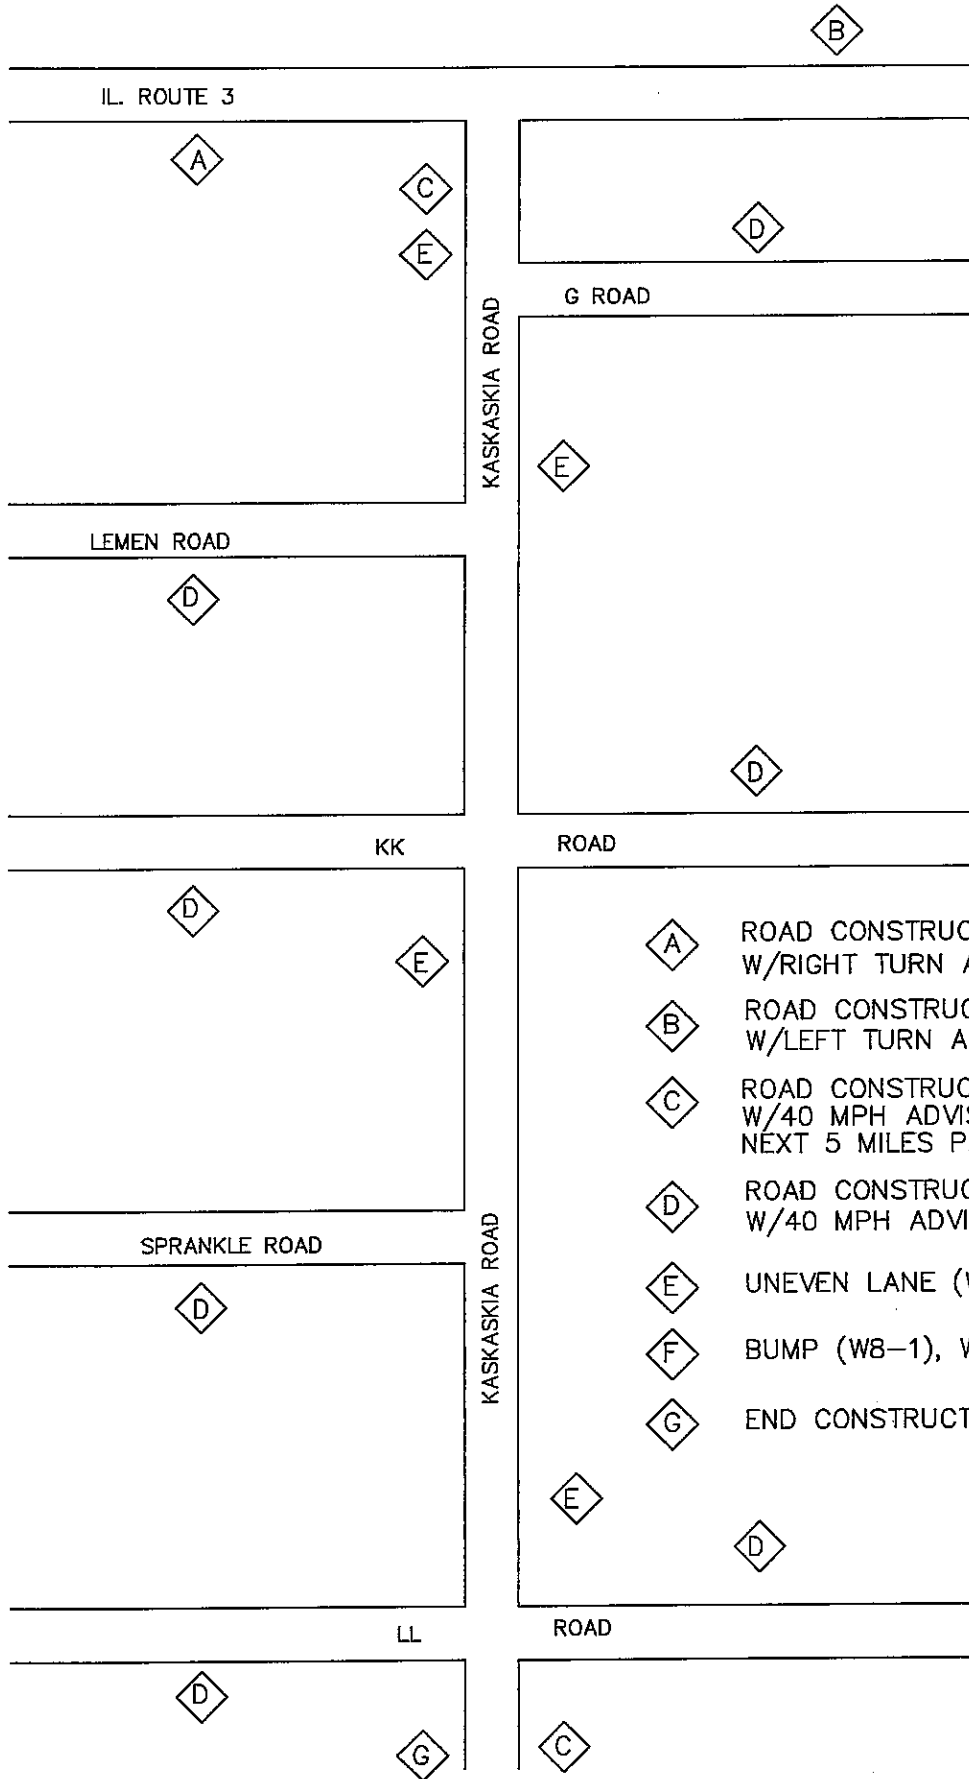 B
IL. ROUTE 3
A
C
D
E
G ROAD
KASKASKIA ROAD
E
LEMEN ROAD
D
D
KK ROAD
D
E
A ROAD CONSTRUC
W/RIGHT TURN A
B ROAD CONSTRUC
W/LEFT TURN A
C ROAD CONSTRUC
W/40 MPH ADVIS
NEXT 5 MILES P
D ROAD CONSTRUC
W/40 MPH ADVI
SPRANKLE ROAD
KASKASKIA ROAD
E UNEVEN LANE (
D
F BUMP (W8-1), W
G END CONSTRUCT
E
D
LL ROAD
D
G
C